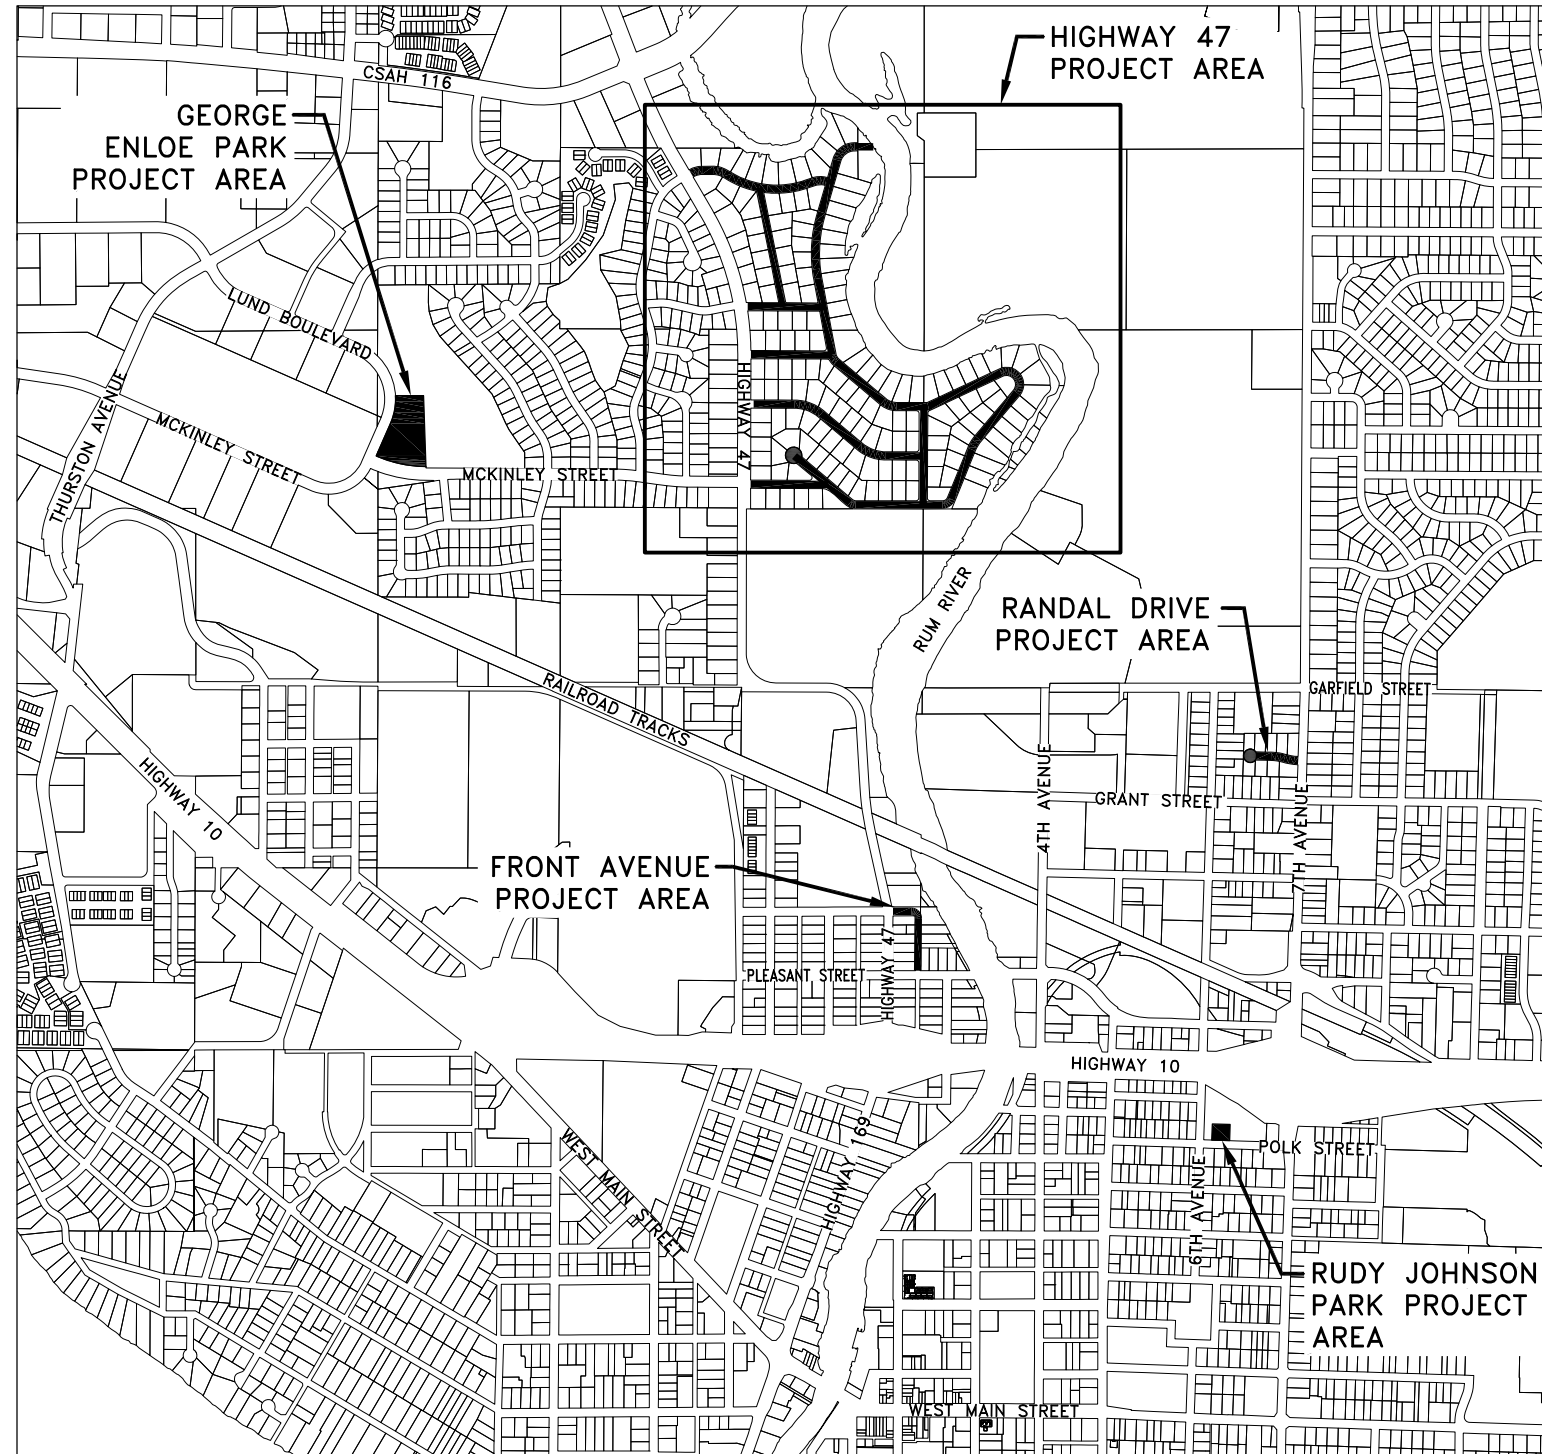 HIGHWAY 47
PROJECT AREA
CSAH 116
GEORGE
ENLOE PARK
PROJECT AREA
LUND BOULEVARD
THURSTON AVENUE
MCKINLEY STREET
MCKINLEY STREET
HIGHWAY 47
RUM RIVER
RANDAL DRIVE
PROJECT AREA
GARFIELD STREET
RAILROAD TRACKS
HIGHWAY 10
4TH AVENUE
GRANT STREET
7TH AVENUE
FRONT AVENUE
PROJECT AREA
HIGHWAY 47
PLEASANT STREET
HIGHWAY 10
WEST MAIN STREET
HIGHWAY 169
POLK STREET
6TH AVENUE
RUDY JOHNSON
PARK PROJECT
AREA
WEST MAIN STREET